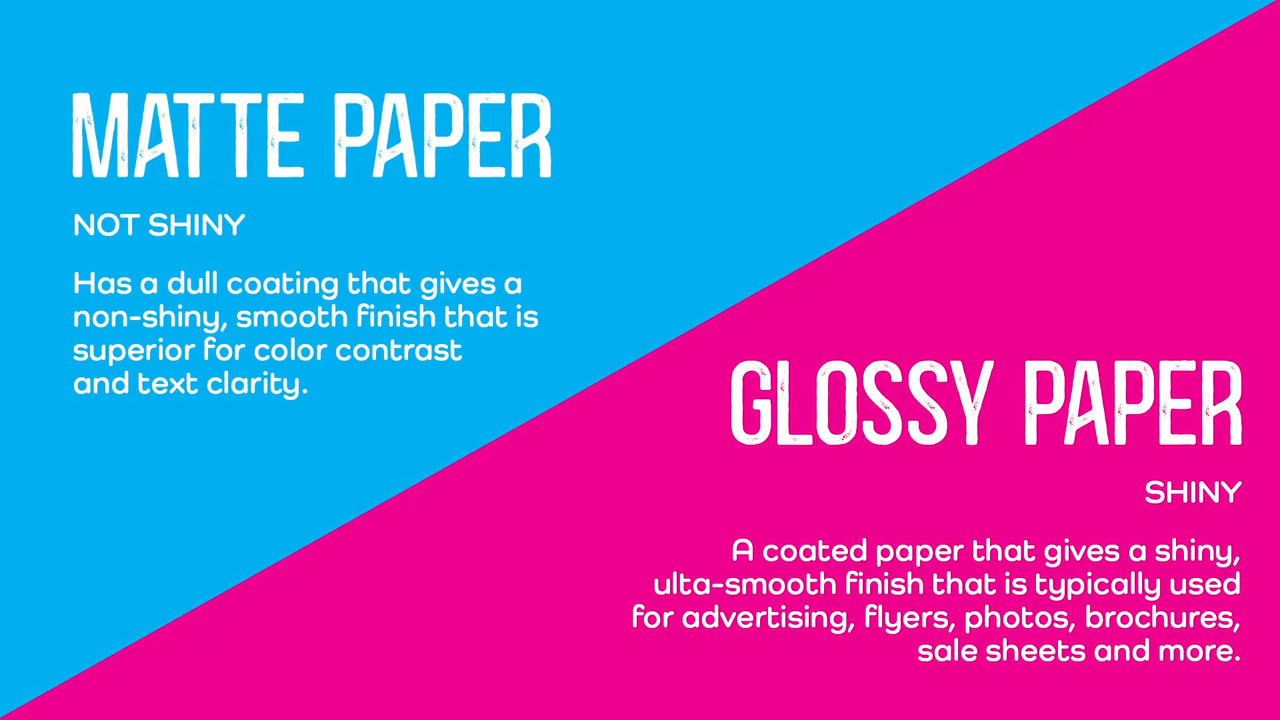 MATTE PAPER
NOT SHINY
Has a dull coating that gives a
non-shiny, smooth finish that is
superior for color contrast
and text clarity.
GLOSSY PAPER
SHINY
A coated paper that gives a shiny,
ulta-smooth finish that is typically used
for advertising, flyers, photos, brochures,
sale sheets and more.